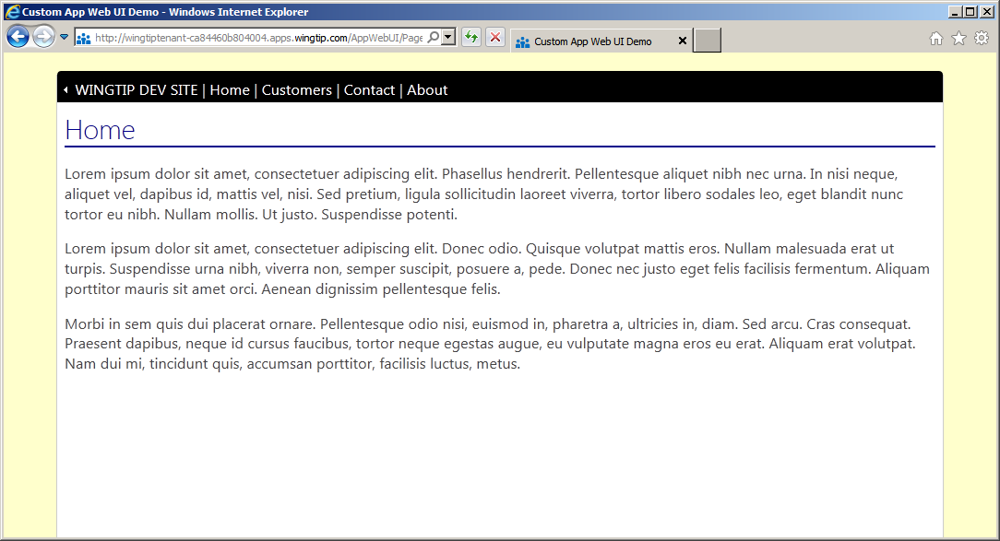 Custom App Web UI Demo - Windows Internet Explorer
http://wingtiptenant-ca84460b804004.apps.wingtip.com/AppWebUI/Page
Custom App Web UI Demo
WINGTIP DEV SITE | Home | Customers | Contact | About
Home
Lorem ipsum dolor sit amet, consectetuer adipiscing elit. Phasellus hendrerit. Pellentesque aliquet nibh nec urna. In nisi neque,
aliquet vel, dapibus id, mattis vel, nisi. Sed pretium, ligula sollicitudin laoreet viverra, tortor libero sodales leo, eget blandit nunc
tortor eu nibh. Nullam mollis. Ut justo. Suspendisse potenti.
Lorem ipsum dolor sit amet, consectetuer adipiscing elit. Donec odio. Quisque volutpat mattis eros. Nullam malesuada erat ut
turpis. Suspendisse urna nibh, viverra non, semper suscipit, posuere a, pede. Donec nec justo eget felis facilisis fermentum. Aliquam
porttitor mauris sit amet orci. Aenean dignissim pellentesque felis.
Morbi in sem quis dui placerat ornare. Pellentesque odio nisi, euismod in, pharetra a, ultricies in, diam. Sed arcu. Cras consequat.
Praesent dapibus, neque id cursus faucibus, tortor neque egestas augue, eu vulputate magna eros eu erat. Aliquam erat volutpat.
Nam dui mi, tincidunt quis, accumsan porttitor, facilisis luctus, metus.